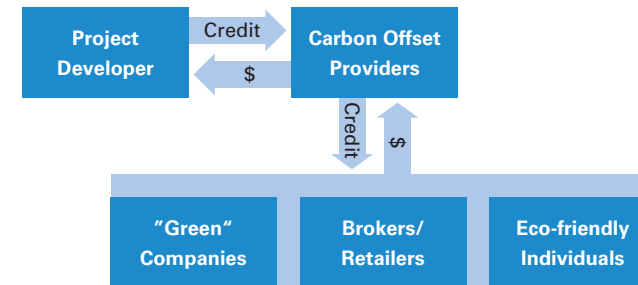 Project
Developer
Credit
$
Carbon Offset
Providers
Credit
$
”Green“
Companies
Brokers/
Retailers
Eco-friendly
Individuals